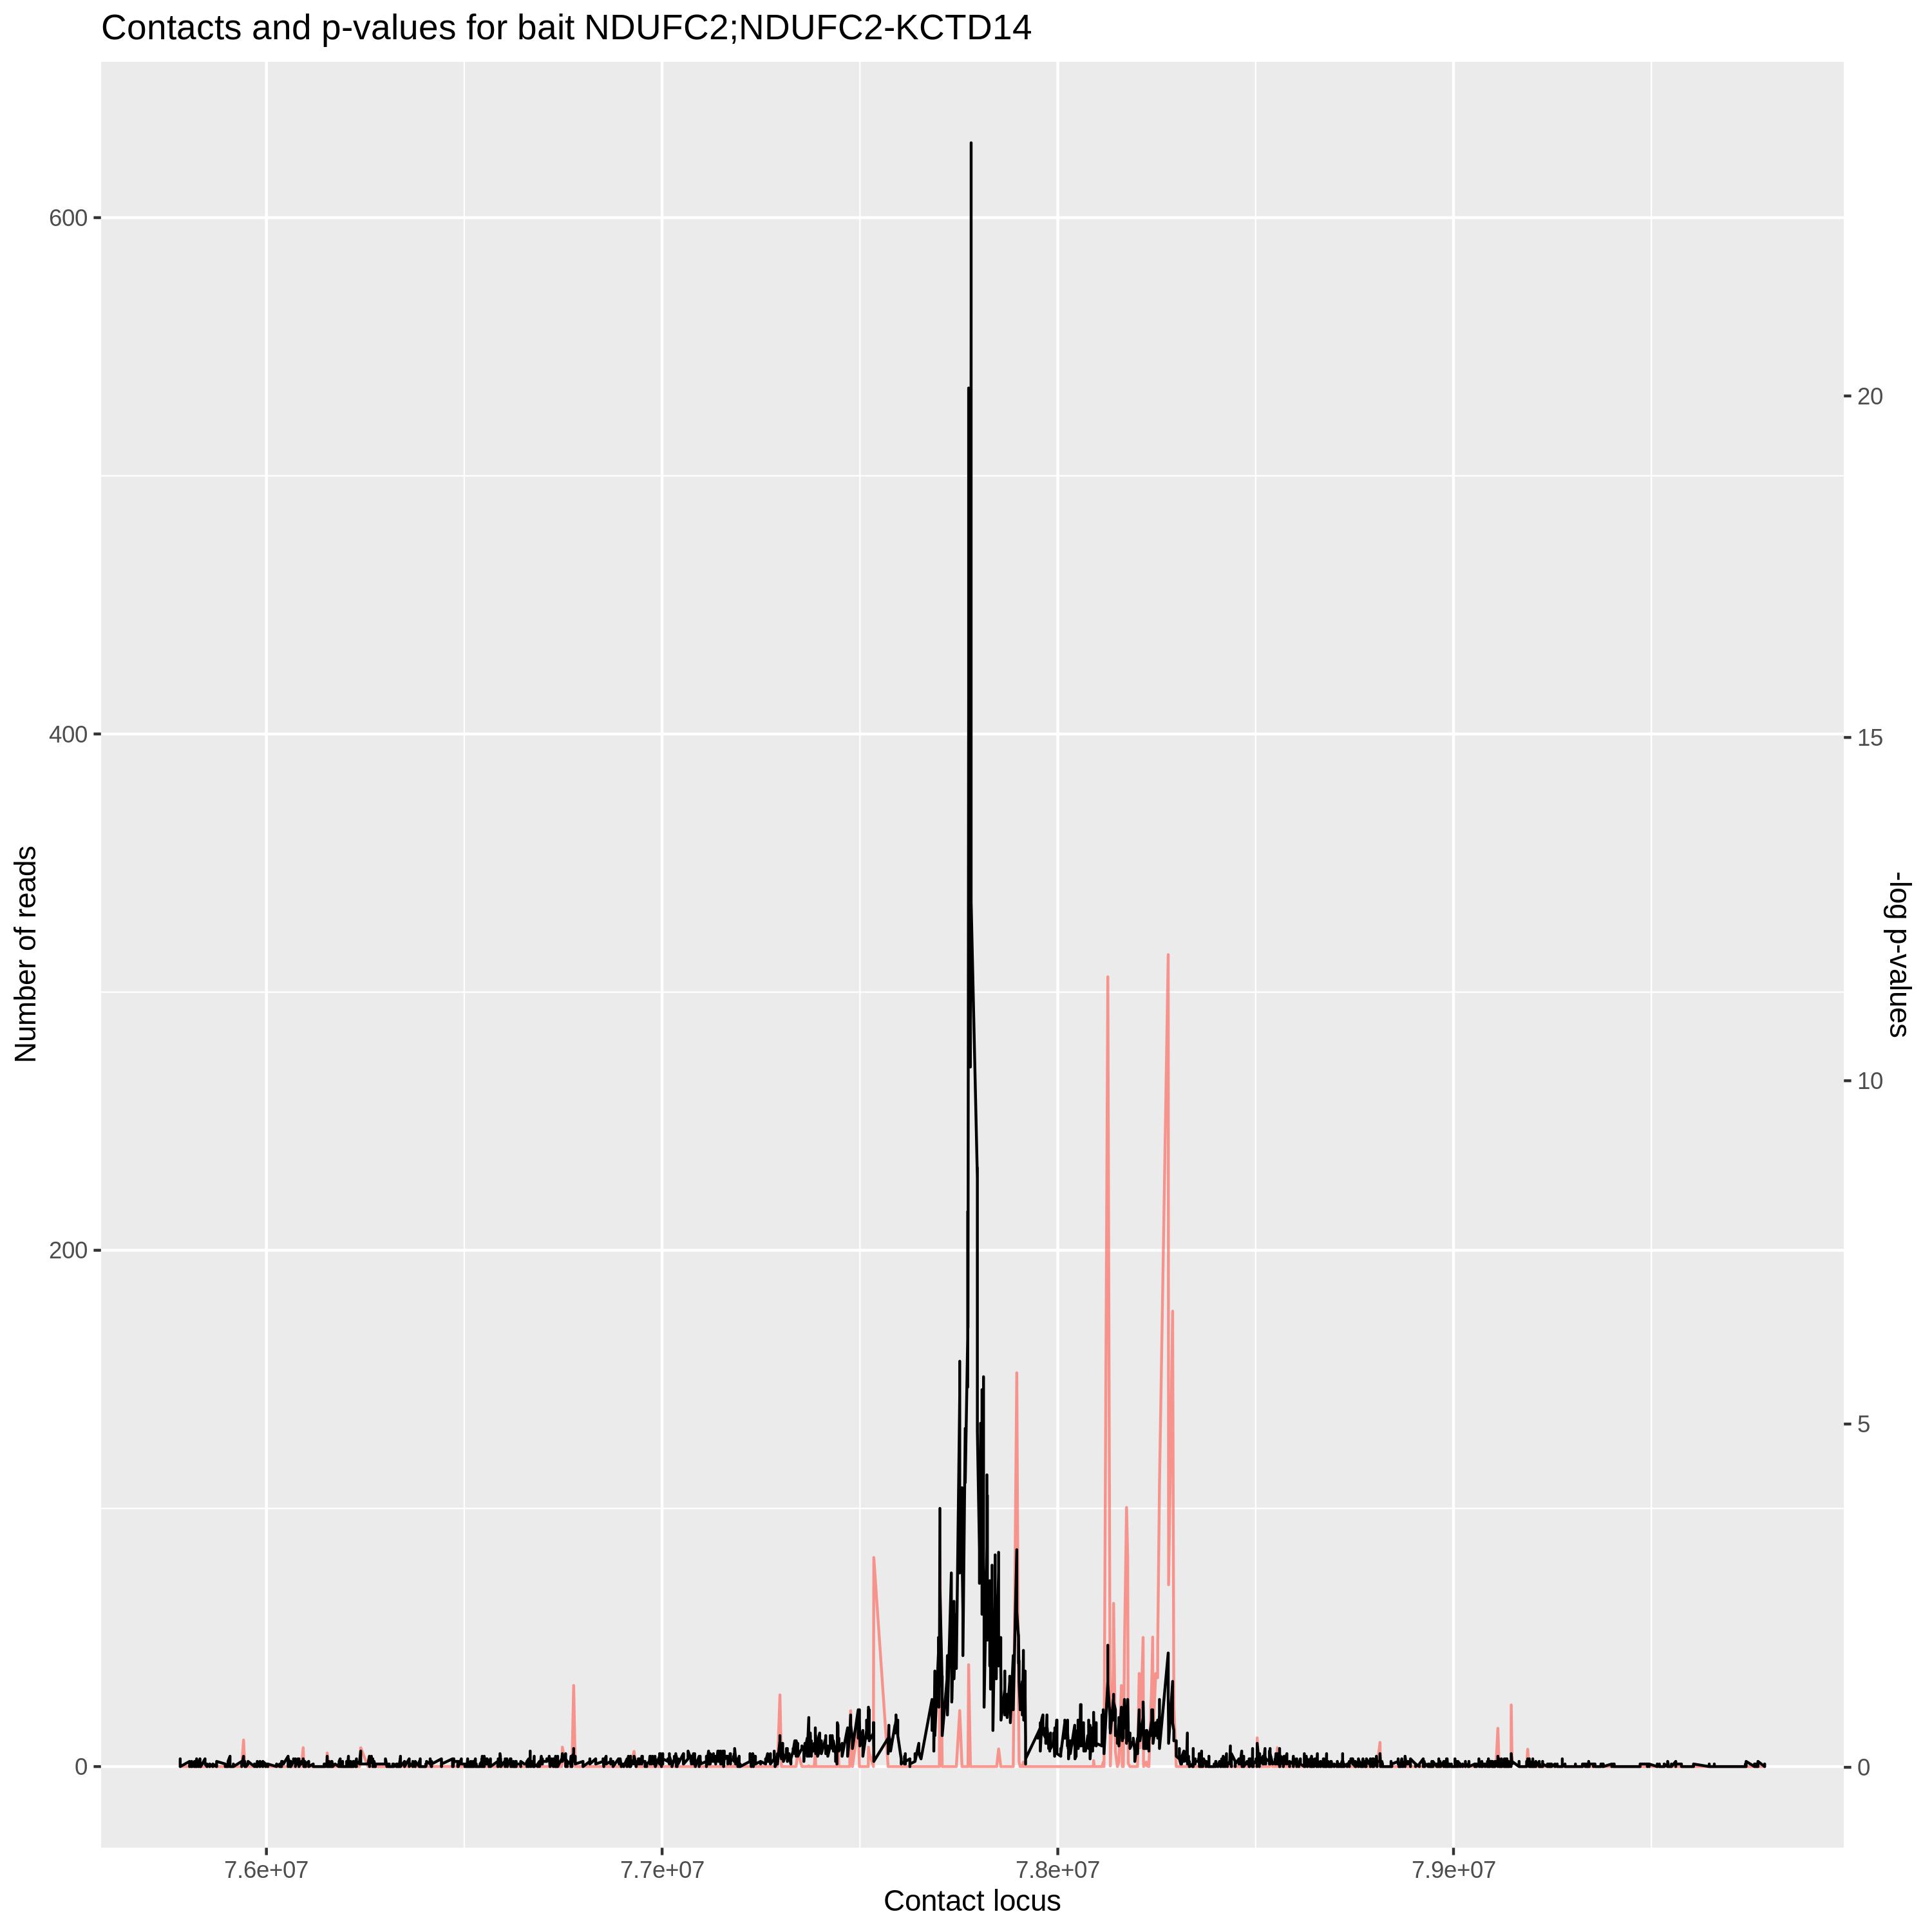 Contacts and p-values for bait NDUFC2;NDUFC2-KCTD14
600
400
200
0
Number of reads
20
15
10
5
0
-log p-values
7.6e+07
7.7e+07
7.8e+07
7.9e+07
Contact locus